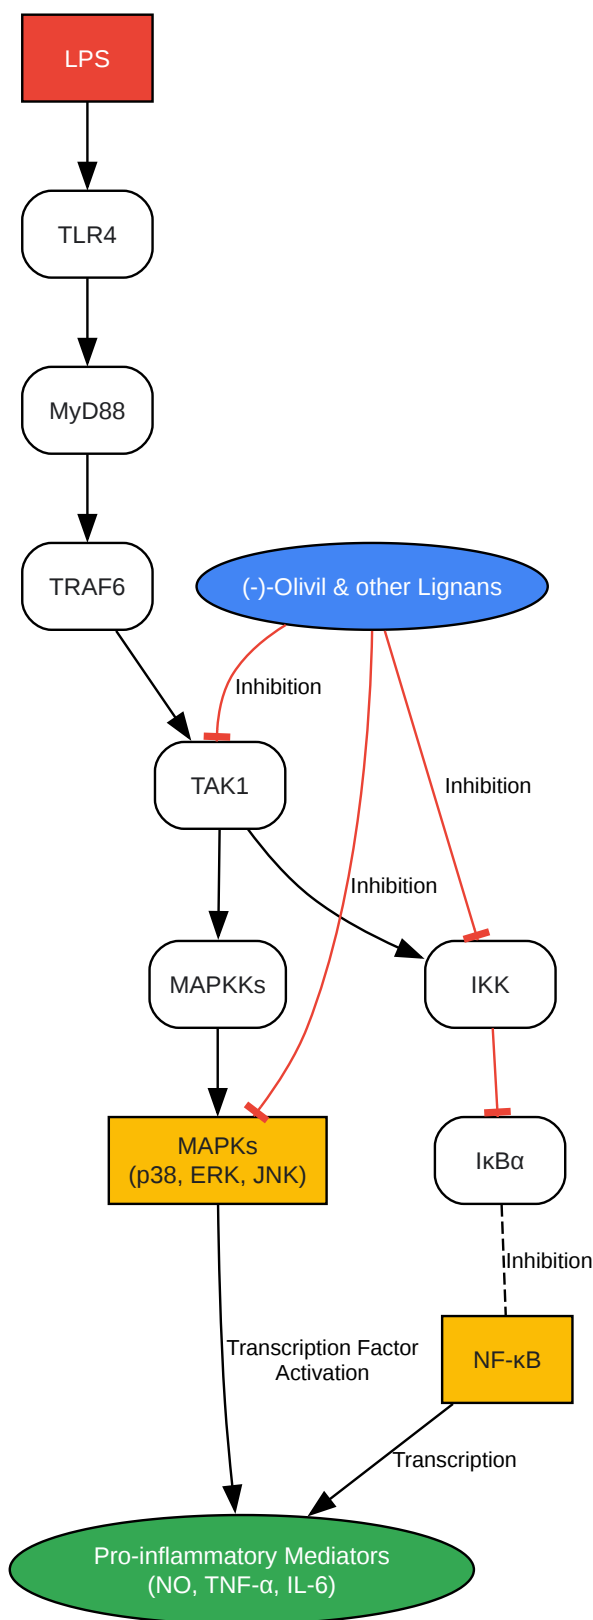 LPS
TLR4
MyD88
TRAF6
(-)-Olivil & other Lignans
Inhibition
TAK1
Inhibition
Inhibition
MAPKKs
IKK
MAPKs
(p38, ERK, JNK)
IκBα
Inhibition
Transcription Factor
Activation
NF-κB
Transcription
Pro-inflammatory Mediators
(NO, TNF-α, IL-6)